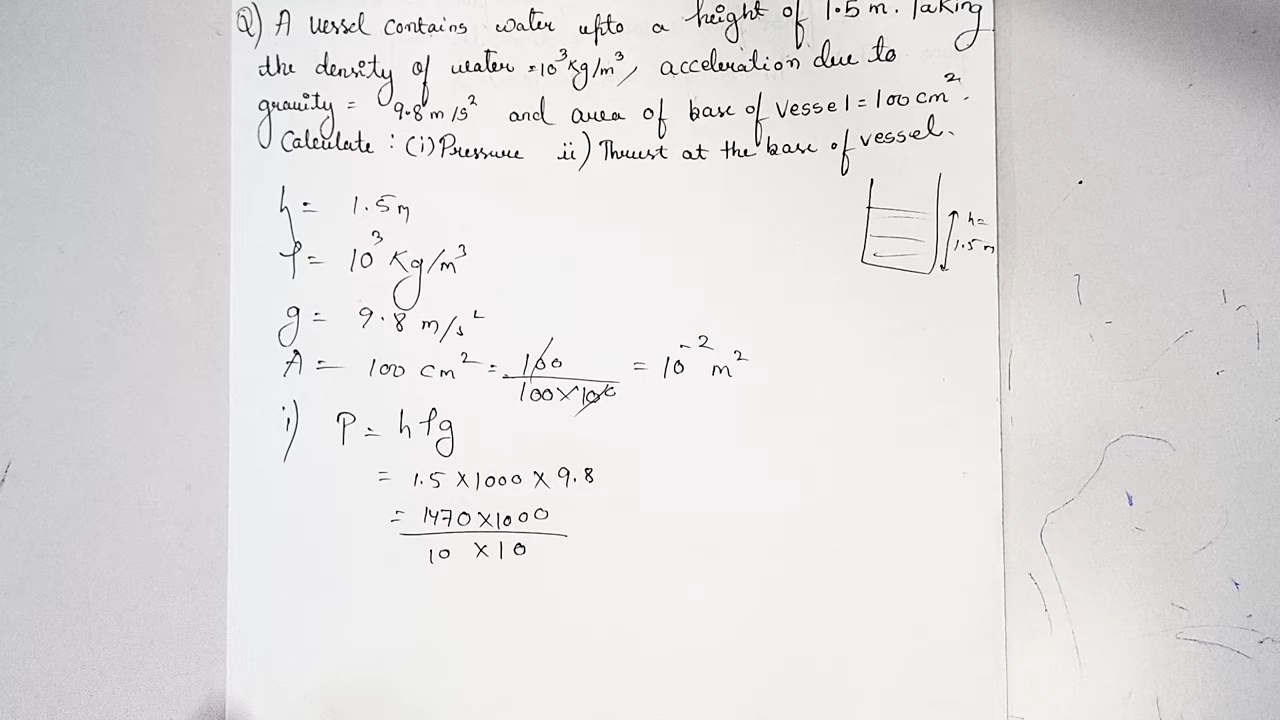 Q) A vessel contains water upto a height of 1.5 m. Taking
the density of water = 10³ Kg/m³, acceleration due to
gravity = 9.8 m/s² and area of base of vessel = 100 cm².
Calculate : (i) Pressure ii) Thrust at the base of vessel.
h = 1.5 m
ρ = 10³ Kg/m³
g = 9.8 m/s²
A = 100 cm² = 100 / 100 × 100 = 10⁻² m²
i) P = hρg
= 1.5 × 1000 × 9.8
= 1470 × 1000 / 10 × 10
h =
1.5 m